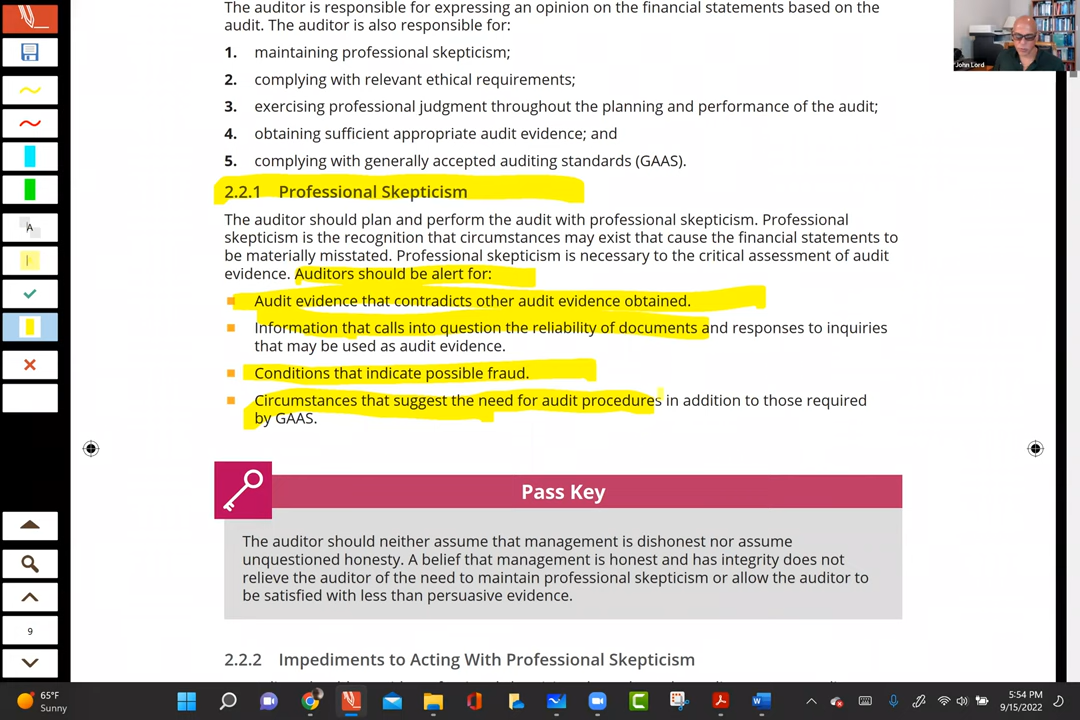 The auditor is responsible for expressing an opinion on the financial statements based on the
audit. The auditor is also responsible for:
1. maintaining professional skepticism;
2. complying with relevant ethical requirements;
3. exercising professional judgment throughout the planning and performance of the audit;
4. obtaining sufficient appropriate audit evidence; and
5. complying with generally accepted auditing standards (GAAS).
John Lord
2.2.1 Professional Skepticism
The auditor should plan and perform the audit with professional skepticism. Professional
skepticism is the recognition that circumstances may exist that cause the financial statements to
be materially misstated. Professional skepticism is necessary to the critical assessment of audit
evidence. Auditors should be alert for:
Audit evidence that contradicts other audit evidence obtained.
Information that calls into question the reliability of documents and responses to inquiries
that may be used as audit evidence.
Conditions that indicate possible fraud.
Circumstances that suggest the need for audit procedures in addition to those required
by GAAS.
Pass Key
The auditor should neither assume that management is dishonest nor assume
unquestioned honesty. A belief that management is honest and has integrity does not
relieve the auditor of the need to maintain professional skepticism or allow the auditor to
be satisfied with less than persuasive evidence.
2.2.2 Impediments to Acting With Professional Skepticism
A
9
65°F
Sunny
5:54 PM
9/15/2022